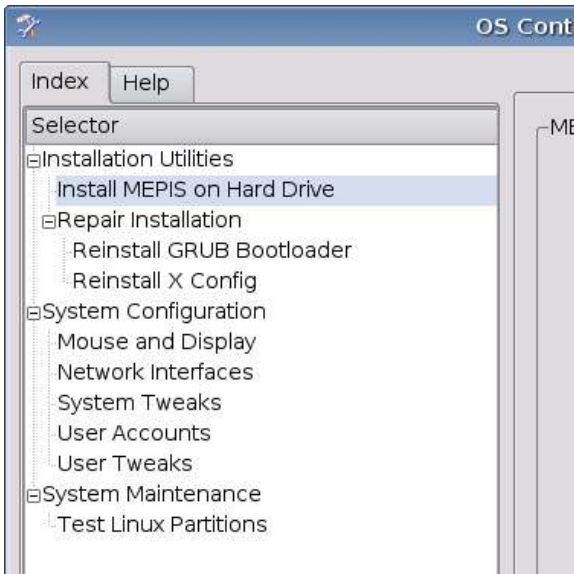 OS Cont
Index
Help
Selector
ME
Installation Utilities
Install MEPIS on Hard Drive
Repair Installation
Reinstall GRUB Bootloader
Reinstall X Config
System Configuration
Mouse and Display
Network Interfaces
System Tweaks
User Accounts
User Tweaks
System Maintenance
Test Linux Partitions